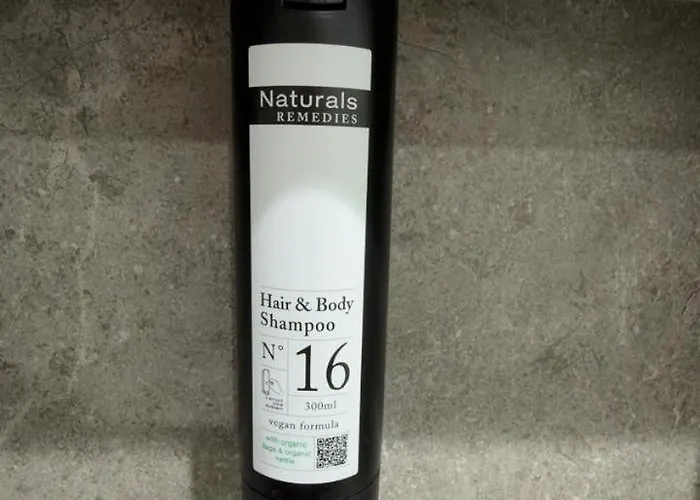 Naturals
REMEDIES
Hair & Body
Shampoo
N° 16
300ml
vegan formula
with organic
sage & organic
nettle